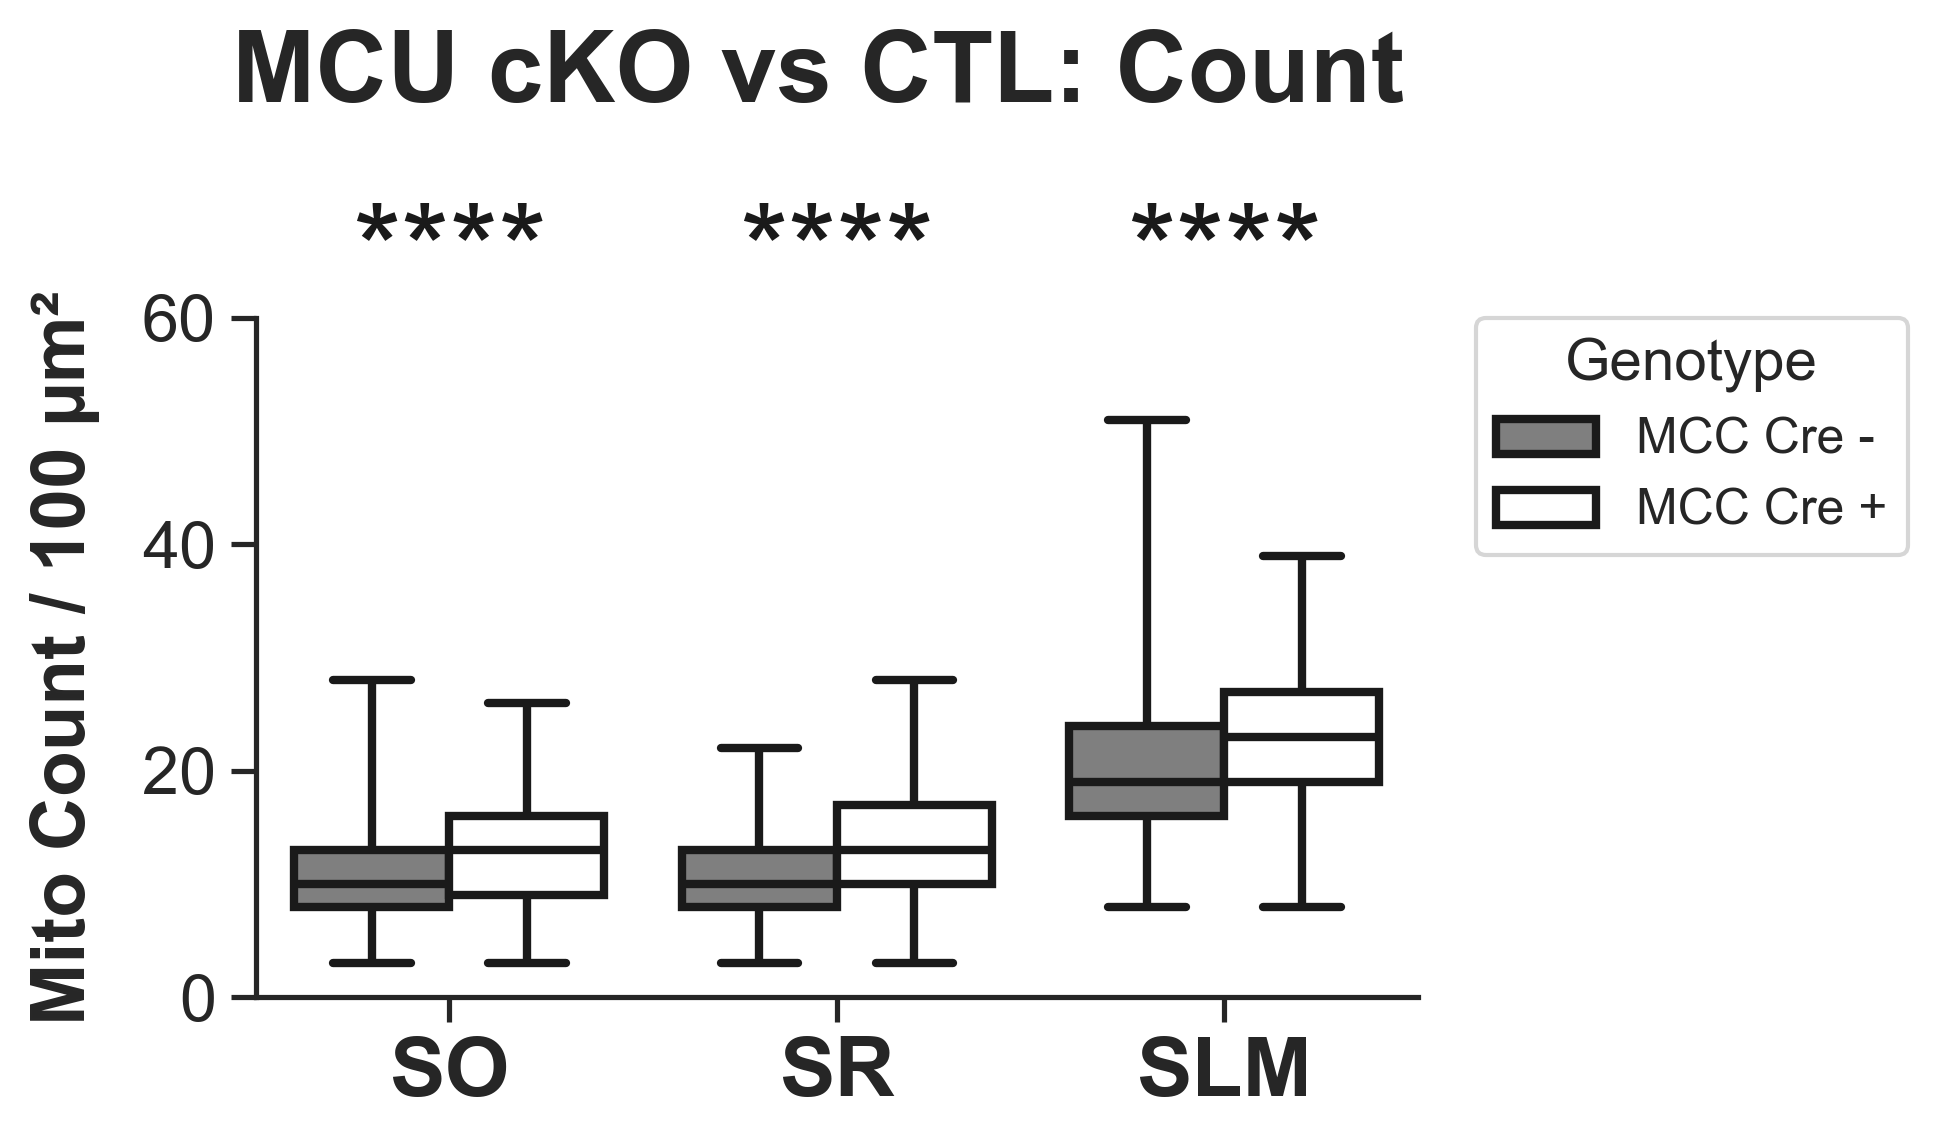 MCU cKO vs CTL: Count
**** **** ****
Mito Count / 100 µm²
60
40
20
0
SO SR SLM
Genotype
MCC Cre -
MCC Cre +